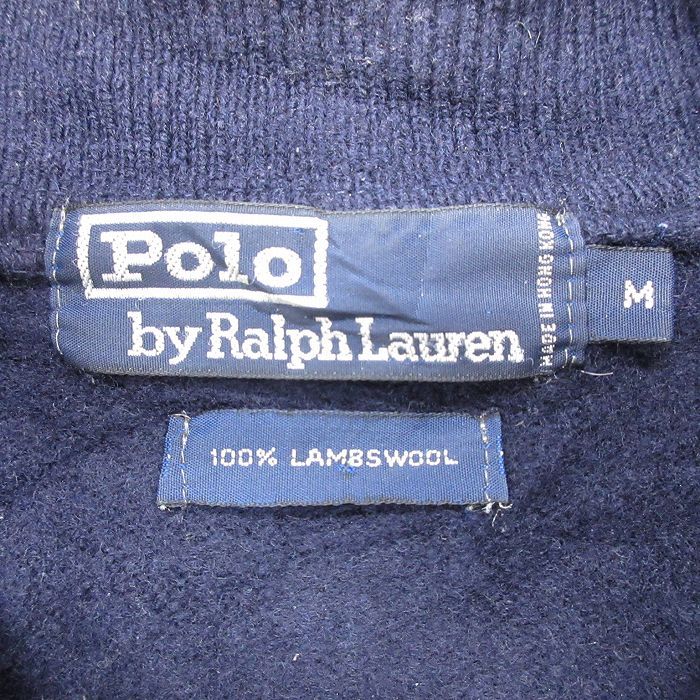 Polo
by Ralph Lauren
MADE IN HONG KONG
M
100% LAMBSWOOL